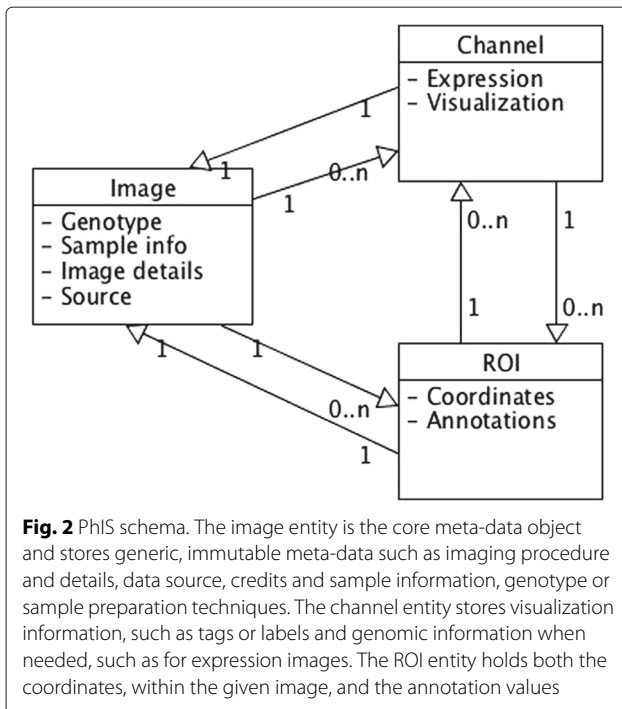 Channel
– Expression
– Visualization
1
1
0..n
1
Image
– Genotype
– Sample info
– Image details
– Source
0..n
1
1
0..n
1
1
0..n
1
ROI
– Coordinates
– Annotations
Fig. 2 PhIS schema. The image entity is the core meta-data object
and stores generic, immutable meta-data such as imaging procedure
and details, data source, credits and sample information, genotype or
sample preparation techniques. The channel entity stores visualization
information, such as tags or labels and genomic information when
needed, such as for expression images. The ROI entity holds both the
coordinates, within the given image, and the annotation values